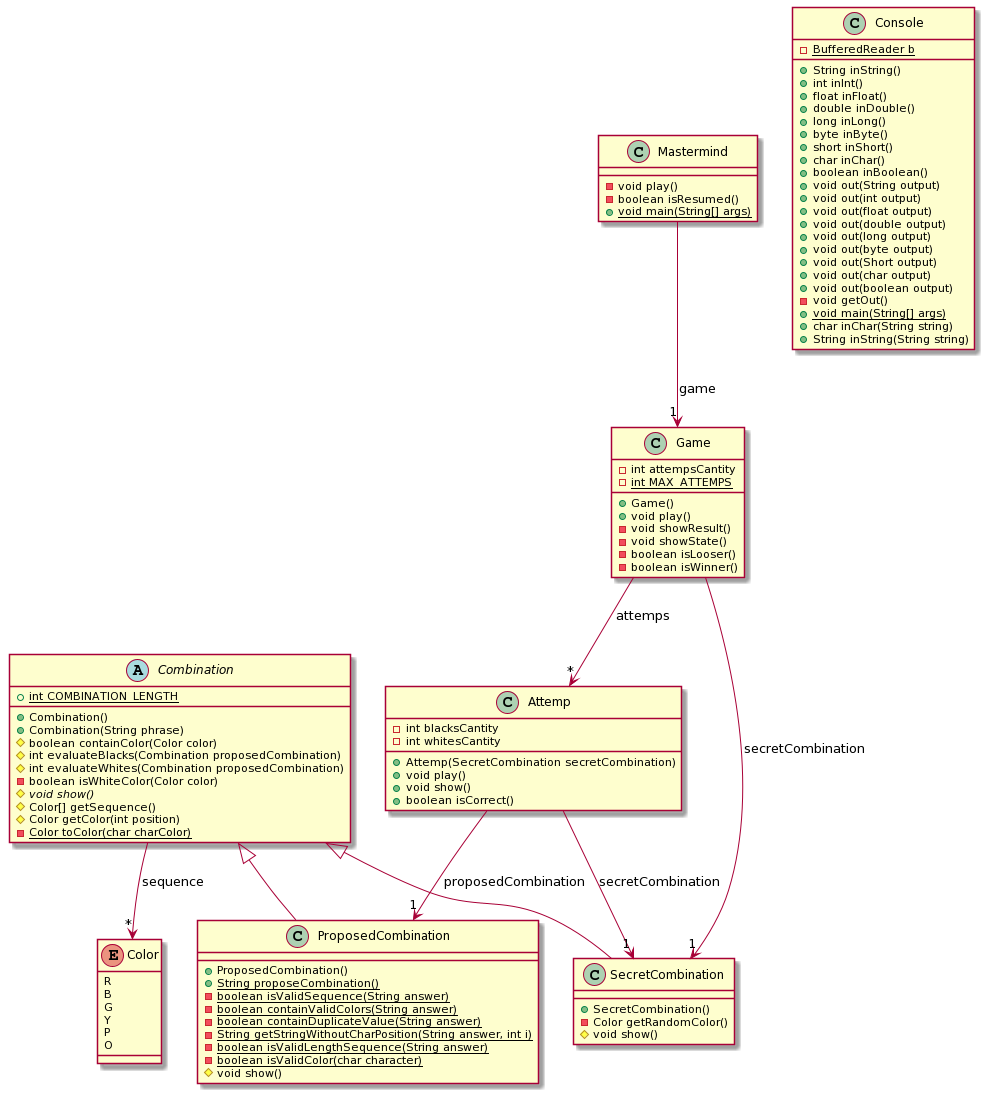 C Console
BufferedReader b
String inString()
int inInt()
float inFloat()
double inDouble()
long inLong()
byte inByte()
short inShort()
char inChar()
boolean inBoolean()
void out(String output)
void out(int output)
void out(float output)
void out(double output)
void out(long output)
void out(byte output)
void out(Short output)
void out(char output)
void out(boolean output)
void getOut()
void main(String[] args)
char inChar(String string)
String inString(String string)
C Mastermind
void play()
boolean isResumed()
void main(String[] args)
game
1
C Game
int attempsCantity
int MAX_ATTEMPS
Game()
void play()
void showResult()
void showState()
boolean isLooser()
boolean isWinner()
attemps
*
secretCombination
1
A Combination
int COMBINATION_LENGTH
Combination()
Combination(String phrase)
boolean containColor(Color color)
int evaluateBlacks(Combination proposedCombination)
int evaluateWhites(Combination proposedCombination)
boolean isWhiteColor(Color color)
void show()
Color[] getSequence()
Color getColor(int position)
Color toColor(char charColor)
C Attemp
int blacksCantity
int whitesCantity
Attemp(SecretCombination secretCombination)
void play()
void show()
boolean isCorrect()
sequence
*
proposedCombination
1
secretCombination
1
E Color
R
B
G
Y
P
O
C ProposedCombination
ProposedCombination()
String proposeCombination()
boolean isValidSequence(String answer)
boolean containValidColors(String answer)
boolean containDuplicateValue(String answer)
String getStringWithoutCharPosition(String answer, int i)
boolean isValidLengthSequence(String answer)
boolean isValidColor(char character)
void show()
C SecretCombination
SecretCombination()
Color getRandomColor()
void show()